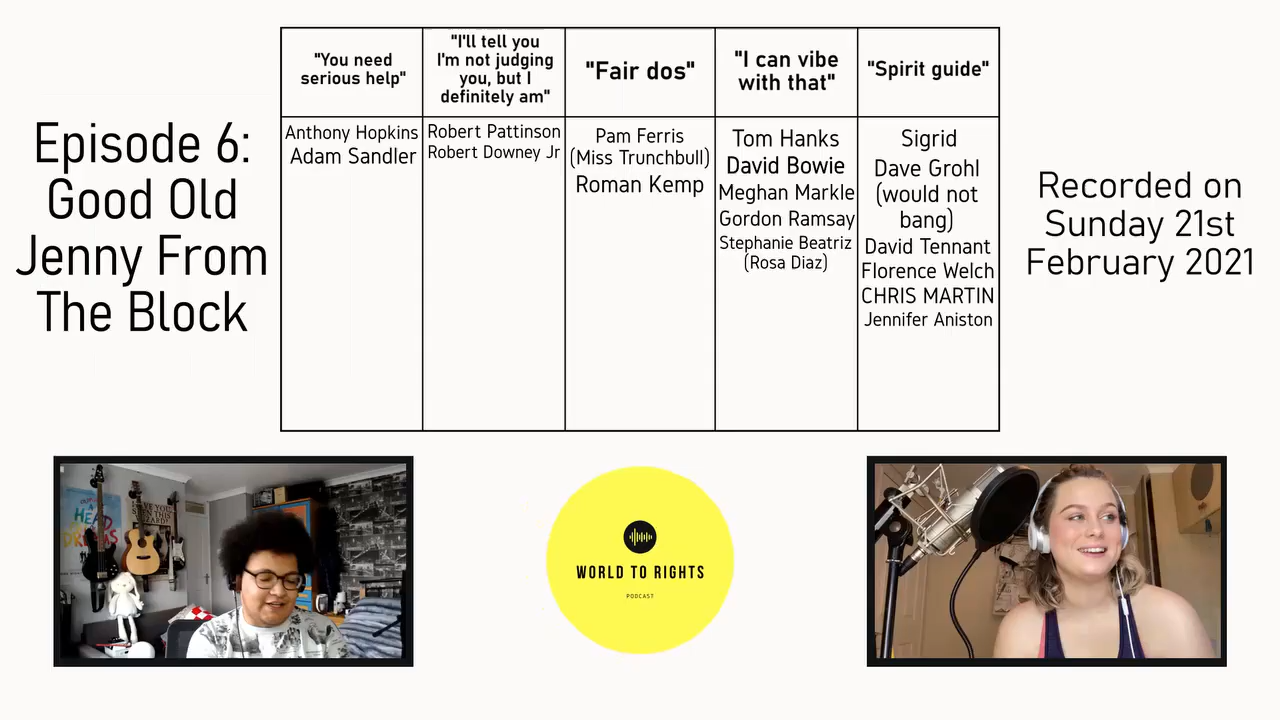 Episode 6:
Good Old
Jenny From
The Block
"You need
serious help"
"I'll tell you
I'm not judging
you, but I
definitely am"
"Fair dos"
"I can vibe
with that"
"Spirit guide"
Anthony Hopkins
Adam Sandler
Robert Pattinson
Robert Downey Jr
Pam Ferris
(Miss Trunchbull)
Roman Kemp
Tom Hanks
David Bowie
Meghan Markle
Gordon Ramsay
Stephanie Beatriz
(Rosa Diaz)
Sigrid
Dave Grohl
(would not
bang)
David Tennant
Florence Welch
CHRIS MARTIN
Jennifer Aniston
Recorded on
Sunday 21st
February 2021
HEAD
WORLD TO RIGHTS
PODCAST